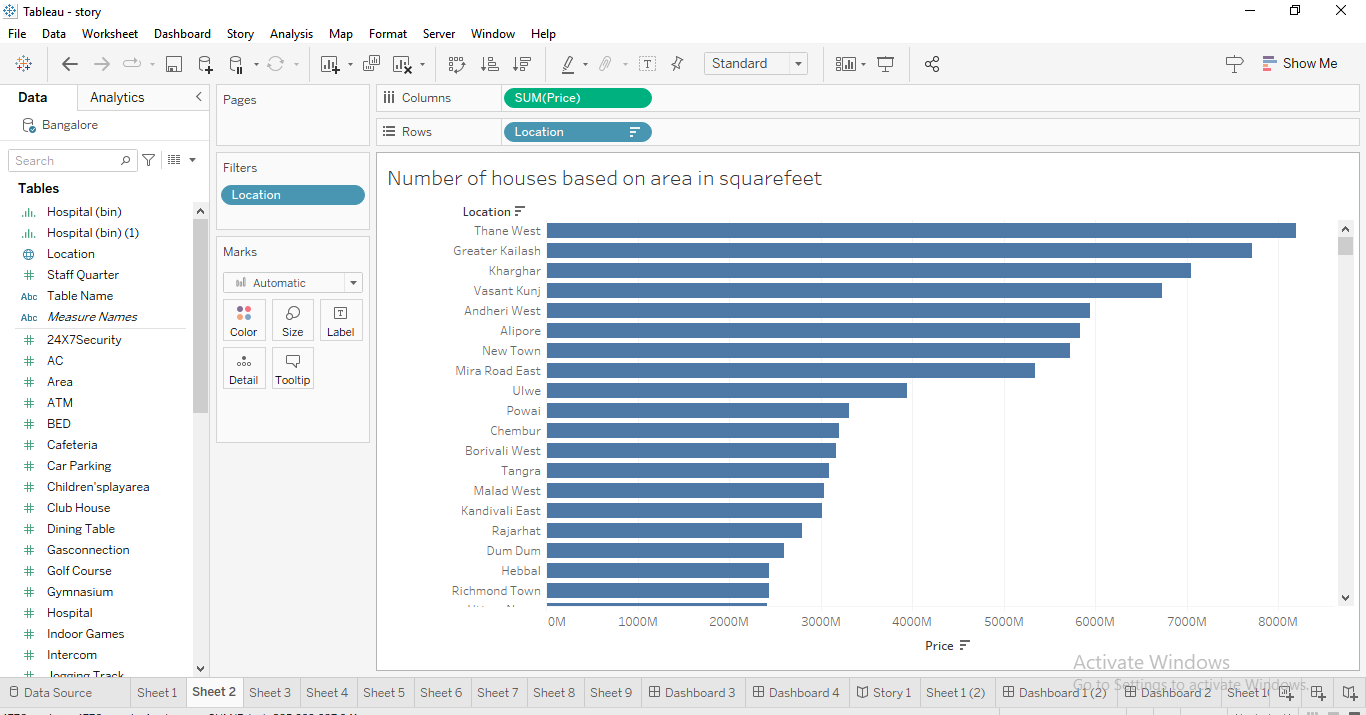 Tableau - story
File Data Worksheet Dashboard Story Analysis Map Format Server Window Help
Standard
Show Me
Data Analytics
Bangalore
Search
Tables
Hospital (bin)
Hospital (bin) (1)
Location
Staff Quarter
Abc Table Name
Abc Measure Names
24X7Security
AC
Area
ATM
BED
Cafeteria
Car Parking
Children'splayarea
Club House
Dining Table
Gasconnection
Golf Course
Gymnasium
Hospital
Indoor Games
Intercom
Jogging Track
Pages
Filters
Location
Marks
Automatic
Color Size Label
Detail Tooltip
Columns SUM(Price)
Rows Location
Number of houses based on area in squarefeet
Location
Thane West
Greater Kailash
Kharghar
Vasant Kunj
Andheri West
Alipore
New Town
Mira Road East
Ulwe
Powai
Chembur
Borivali West
Tangra
Malad West
Kandivali East
Rajarhat
Dum Dum
Hebbal
Richmond Town
0M 1000M 2000M 3000M 4000M 5000M 6000M 7000M 8000M
Price
Activate Windows
Go to Settings to activate Windows.
Data Source Sheet 1 Sheet 2 Sheet 3 Sheet 4 Sheet 5 Sheet 6 Sheet 7 Sheet 8 Sheet 9 Dashboard 3 Dashboard 4 Story 1 Sheet 1 (2) Dashboard 1 (2) Dashboard 2 Sheet 1